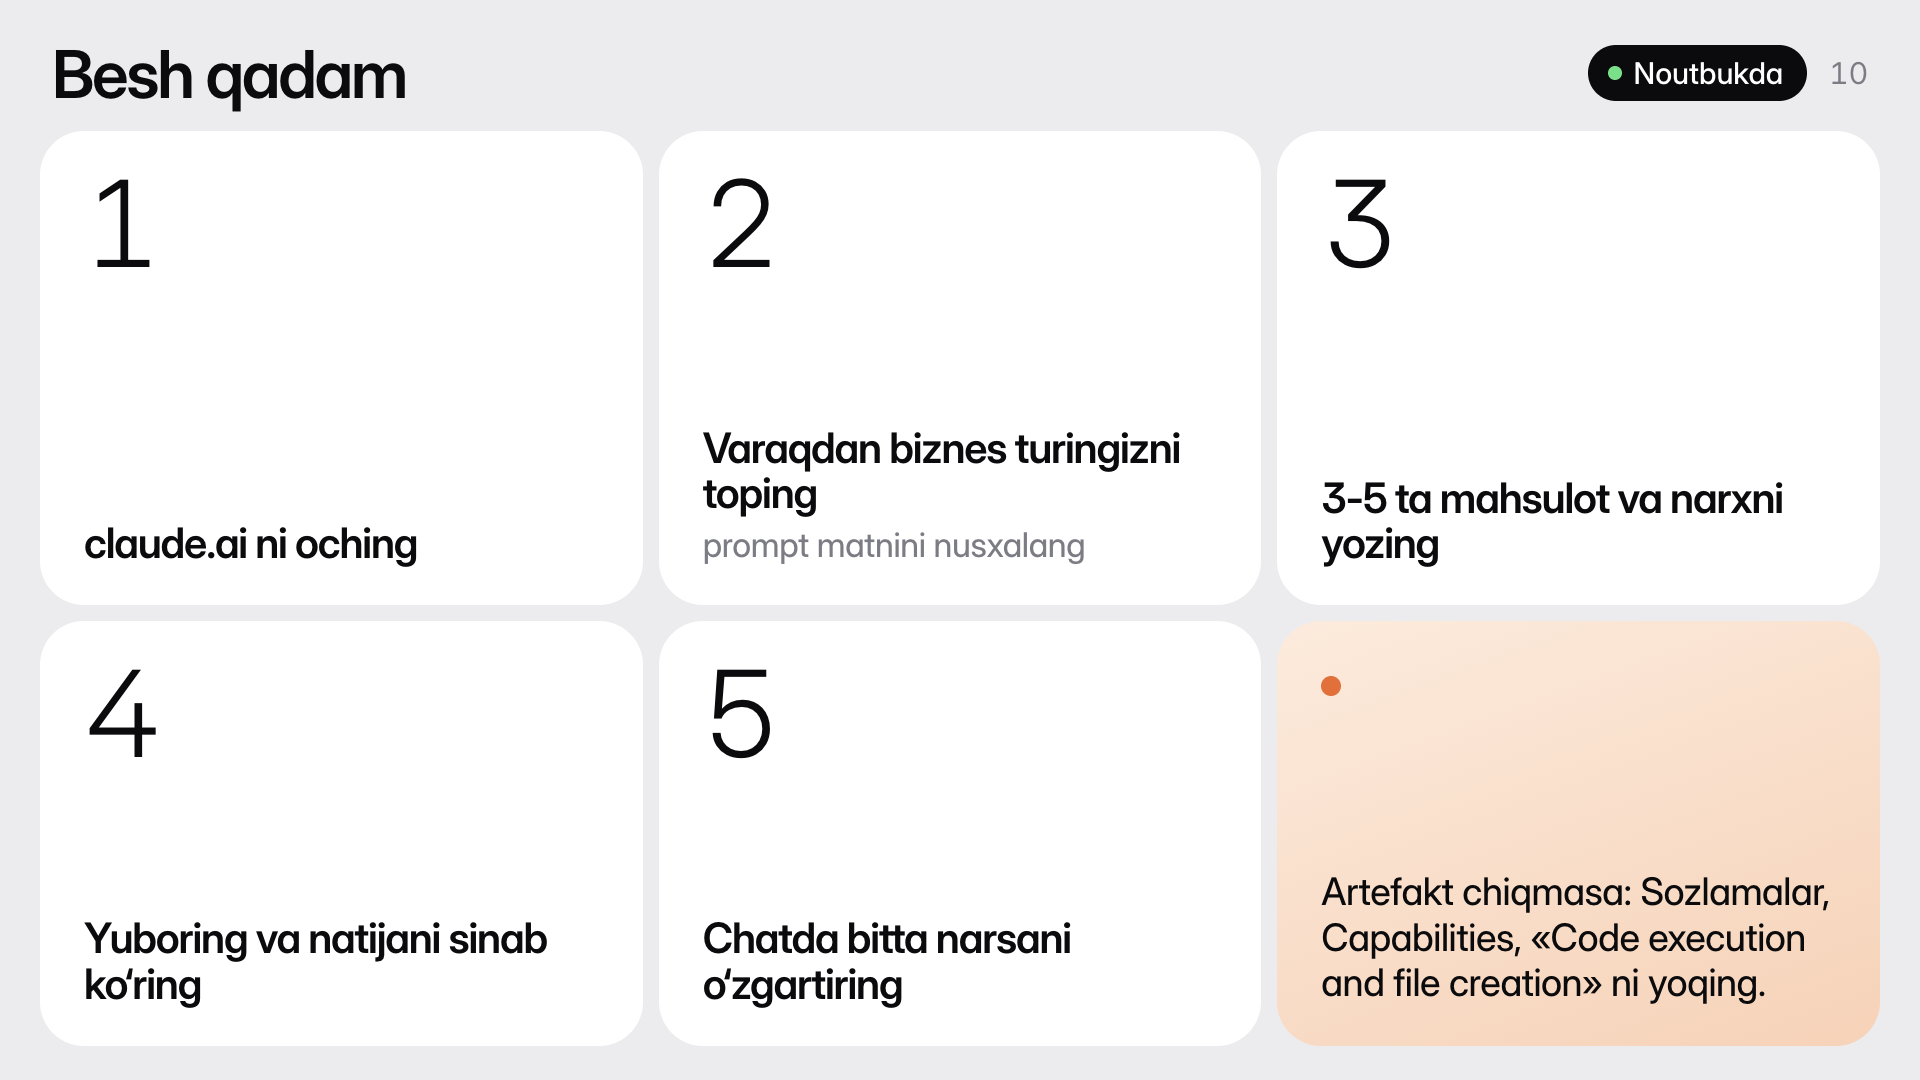 Besh qadam
Noutbukda
10
1
claude.ai ni oching
2
Varaqdan biznes turingizni
toping
prompt matnini nusxalang
3
3-5 ta mahsulot va narxni
yozing
4
Yuboring va natijani sinab
ko‘ring
5
Chatda bitta narsani
o‘zgartiring
Artefakt chiqmasa: Sozlamalar,
Capabilities, «Code execution
and file creation» ni yoqing.